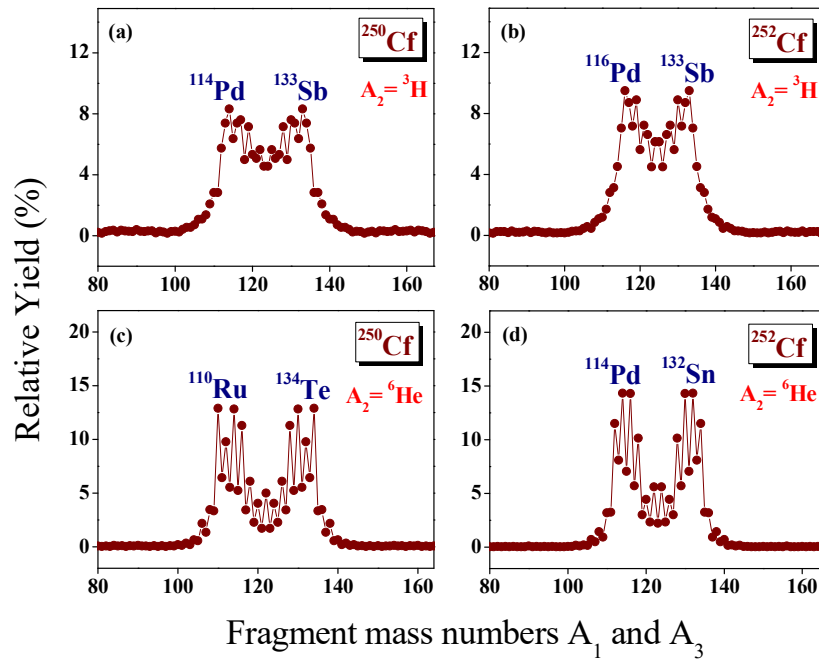 Relative Yield (%)
(a)
²⁵⁰Cf
¹¹⁴Pd ¹³³Sb
A₂= ³H
12
8
4
0
80 100 120 140 160
(b)
²⁵²Cf
¹¹⁶Pd ¹³³Sb
A₂= ³H
12
8
4
0
80 100 120 140 160
(c)
²⁵⁰Cf
¹¹⁰Ru ¹³⁴Te
A₂= ⁶He
20
15
10
5
0
80 100 120 140 160
(d)
²⁵²Cf
¹¹⁴Pd ¹³²Sn
A₂= ⁶He
20
15
10
5
0
80 100 120 140 160
Fragment mass numbers A₁ and A₃